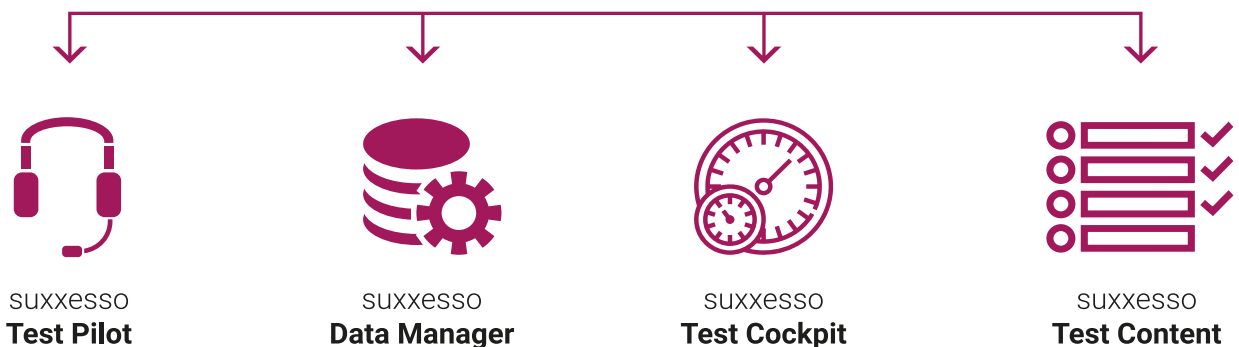 suxxesso
Test Pilot
suxxesso
Data Manager
suxxesso
Test Cockpit
suxxesso
Test Content